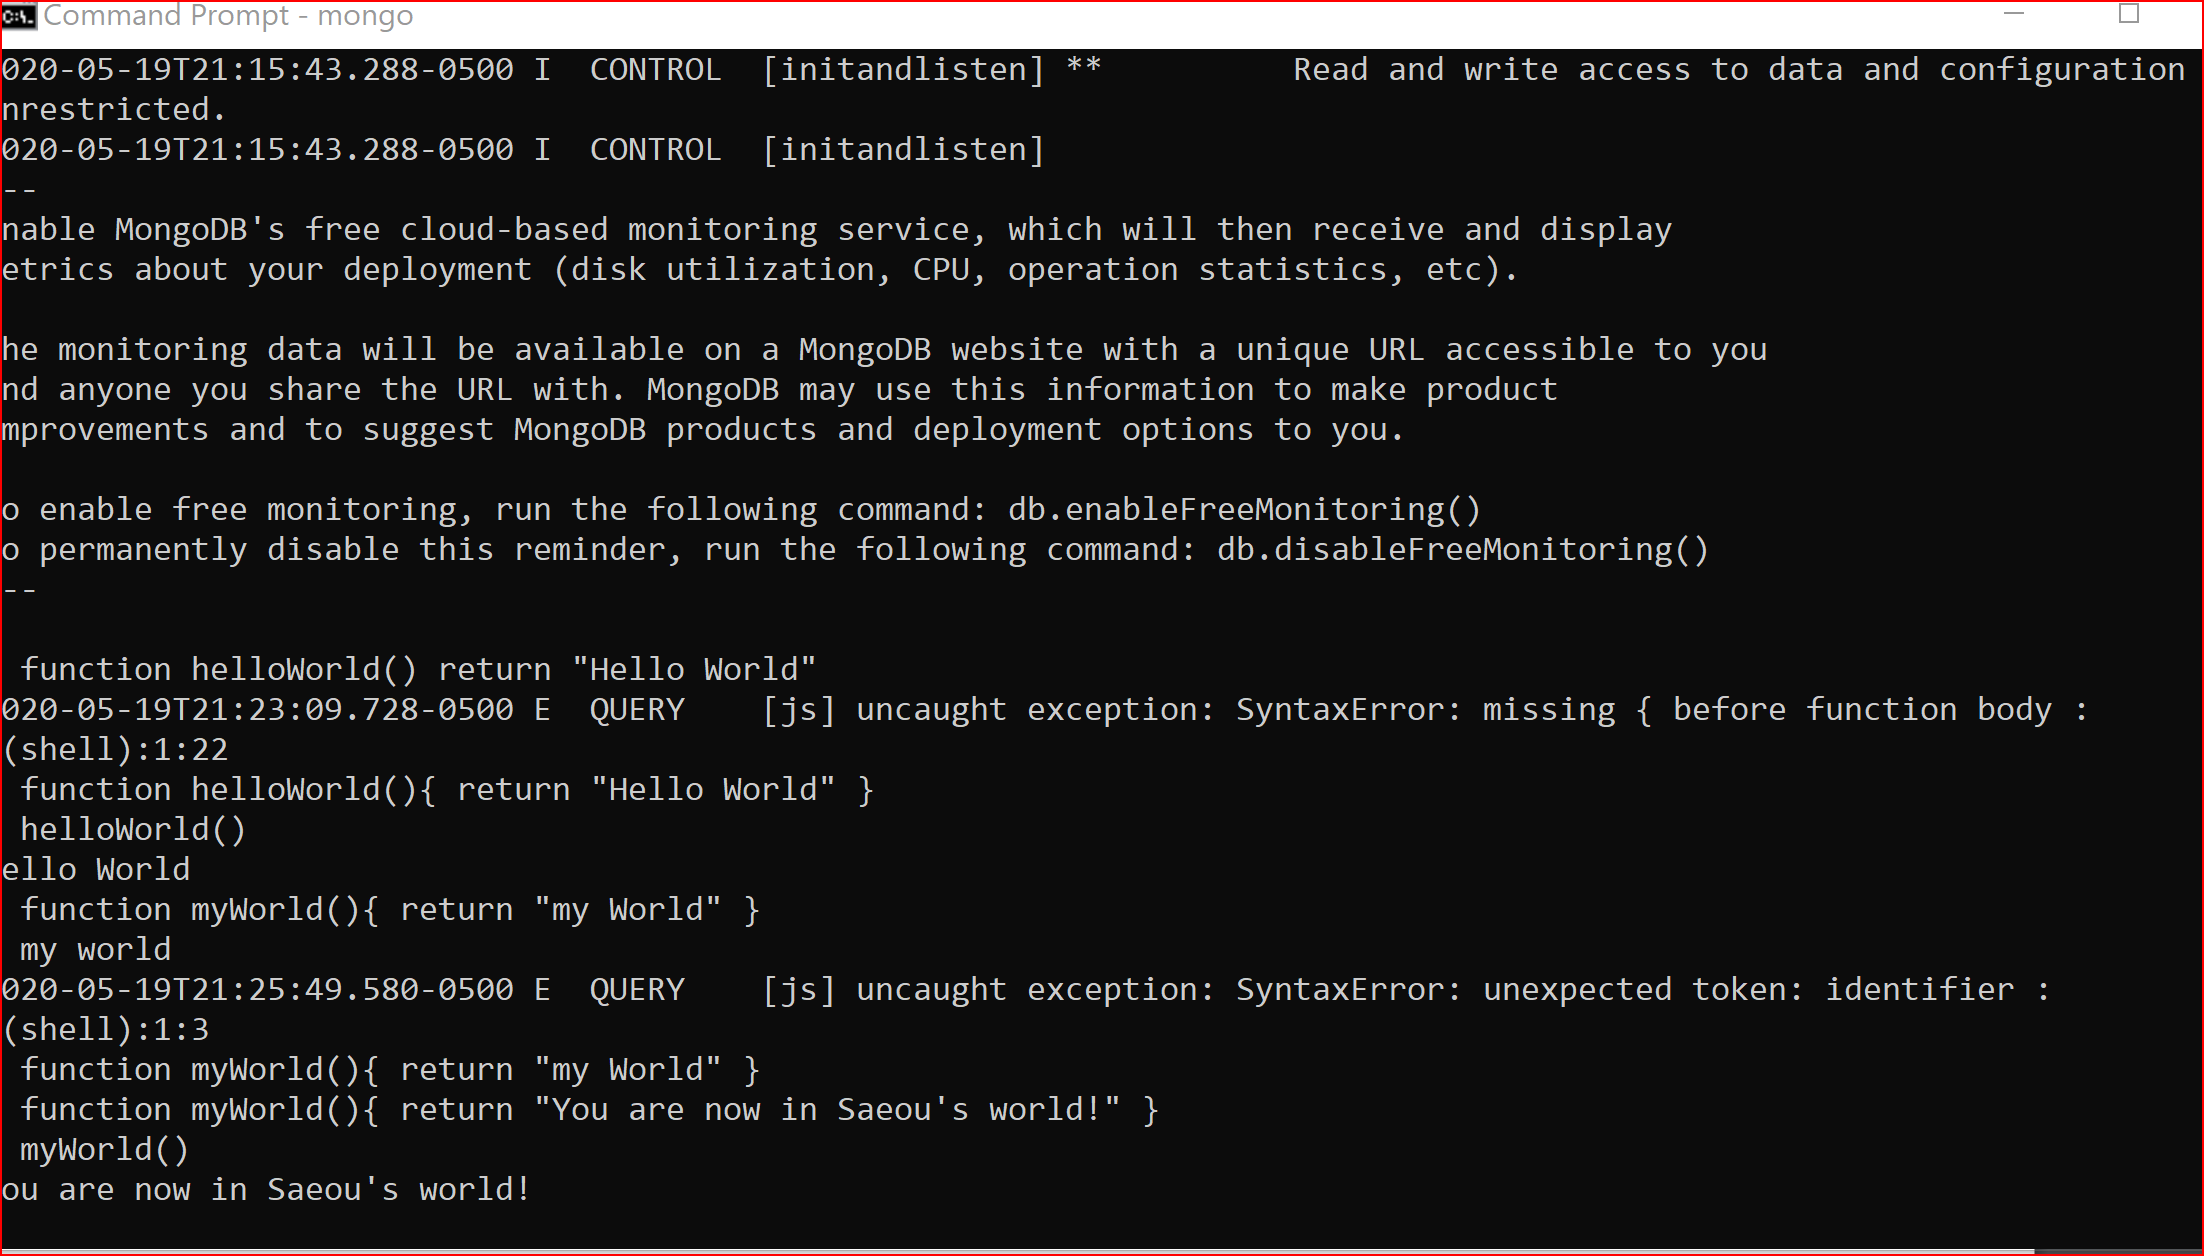 Command Prompt - mongo
020-05-19T21:15:43.288-0500 I  CONTROL  [initandlisten] **          Read and write access to data and configuration
nrestricted.
020-05-19T21:15:43.288-0500 I  CONTROL  [initandlisten]
--
nable MongoDB's free cloud-based monitoring service, which will then receive and display
etrics about your deployment (disk utilization, CPU, operation statistics, etc).
he monitoring data will be available on a MongoDB website with a unique URL accessible to you
nd anyone you share the URL with. MongoDB may use this information to make product
mprovements and to suggest MongoDB products and deployment options to you.
o enable free monitoring, run the following command: db.enableFreeMonitoring()
o permanently disable this reminder, run the following command: db.disableFreeMonitoring()
--
function helloWorld() return "Hello World"
020-05-19T21:23:09.728-0500 E  QUERY    [js] uncaught exception: SyntaxError: missing { before function body :
(shell):1:22
function helloWorld(){ return "Hello World" }
helloWorld()
ello World
function myWorld(){ return "my World" }
my world
020-05-19T21:25:49.580-0500 E  QUERY    [js] uncaught exception: SyntaxError: unexpected token: identifier :
(shell):1:3
function myWorld(){ return "my World" }
function myWorld(){ return "You are now in Saeou's world!" }
myWorld()
ou are now in Saeou's world!